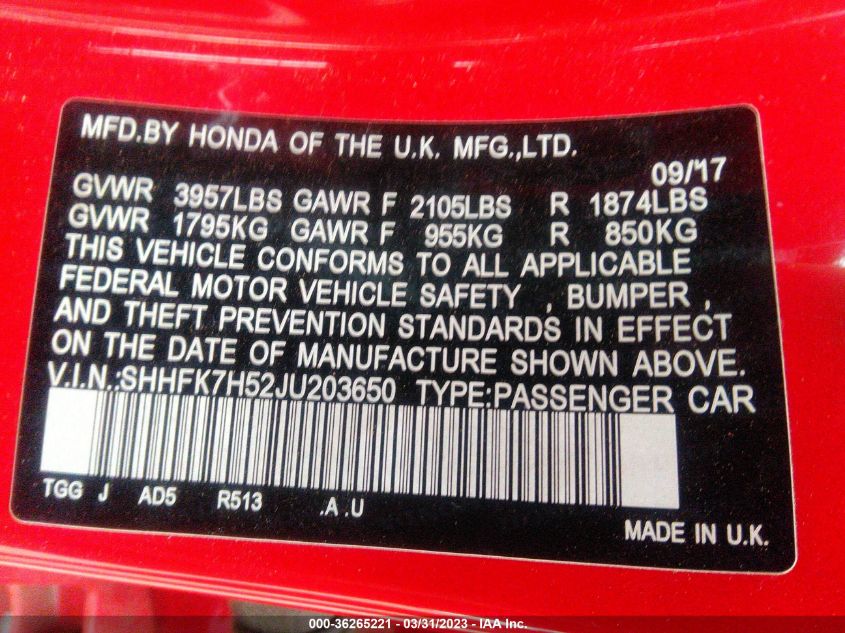 MFD.BY HONDA OF THE U.K. MFG.,LTD.
09/'17
GVWR 3957LBS GAWR F 2105LBS R 1874LBS
GVWR 1795KG GAWR F 955KG R 850KG
THIS VEHICLE CONFORMS TO ALL APPLICABLE
FEDERAL MOTOR VEHICLE SAFETY , BUMPER ,
AND THEFT PREVENTION STANDARDS IN EFFECT
ON THE DATE OF MANUFACTURE SHOWN ABOVE.
V.I.N.:SHHFK7H52JU203650 TYPE:PASSENGER CAR
TGG J AD5 R513 .A .U
MADE IN U.K.
000-36265221 - 03/31/2023 - IAA Inc.